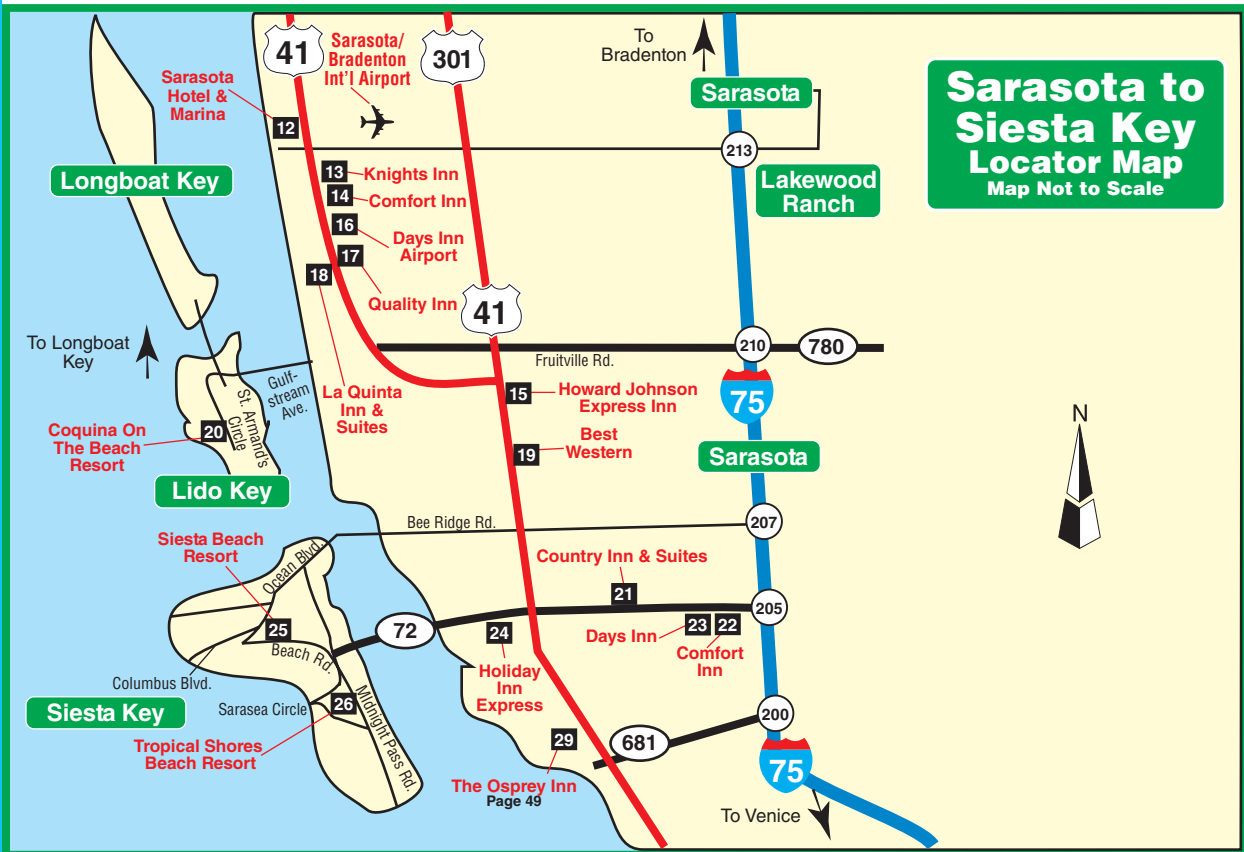 Sarasota to
Siesta Key
Locator Map
Map Not to Scale
41
Sarasota/
Bradenton
Int'l Airport
301
To
Bradenton
Sarasota
Sarasota
Hotel &
Marina
12
213
Longboat Key
13
Knights Inn
14
Comfort Inn
Lakewood
Ranch
16
Days Inn
Airport
17
18
Quality Inn
41
To Longboat
Key
210
780
Fruitville Rd.
Gulf-
stream
Ave.
St. Armand's
Circle
La Quinta
Inn &
Suites
15
Howard Johnson
Express Inn
75
Coquina On
The Beach
Resort
20
Best
Western
19
Sarasota
N
Lido Key
Bee Ridge Rd.
207
Siesta Beach
Resort
Ocean Blvd.
Country Inn & Suites
21
205
25
72
24
Days Inn
23
22
Comfort
Inn
Beach Rd.
Columbus Blvd.
Holiday
Inn
Express
Siesta Key
Sarasea Circle
26
MIdnight Pass Rd.
200
Tropical Shores
Beach Resort
29
681
75
The Osprey Inn
Page 49
To Venice